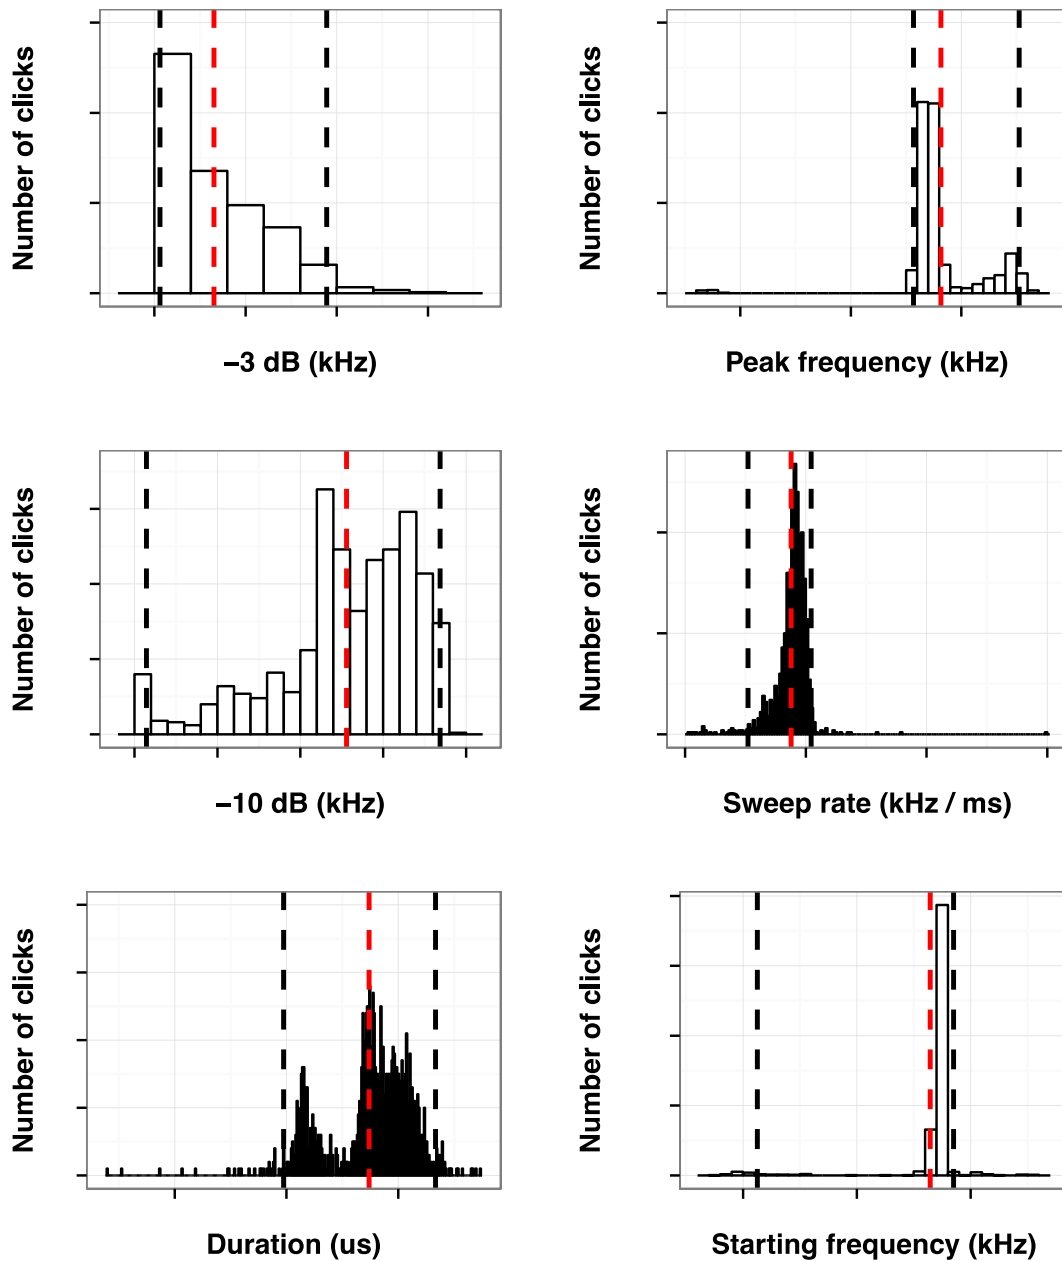 Number of clicks
Number of clicks
−3 dB (kHz)
Peak frequency (kHz)
Number of clicks
Number of clicks
−10 dB (kHz)
Sweep rate (kHz / ms)
Number of clicks
Number of clicks
Duration (us)
Starting frequency (kHz)